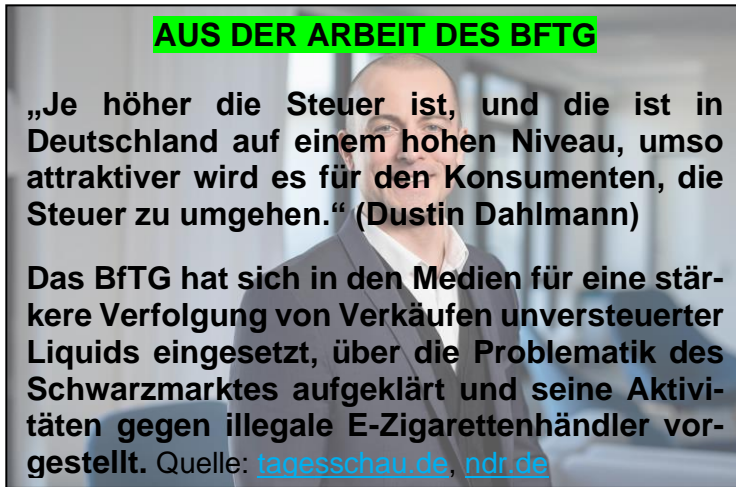 AUS DER ARBEIT DES BFTG
„Je höher die Steuer ist, und die ist in
Deutschland auf einem hohen Niveau, umso
attraktiver wird es für den Konsumenten, die
Steuer zu umgehen.“ (Dustin Dahlmann)
Das BfTG hat sich in den Medien für eine stär-
kere Verfolgung von Verkäufen unversteuerter
Liquids eingesetzt, über die Problematik des
Schwarzmarktes aufgeklärt und seine Aktivi-
täten gegen illegale E-Zigarettenhändler vor-
gestellt. Quelle: tagesschau.de, ndr.de